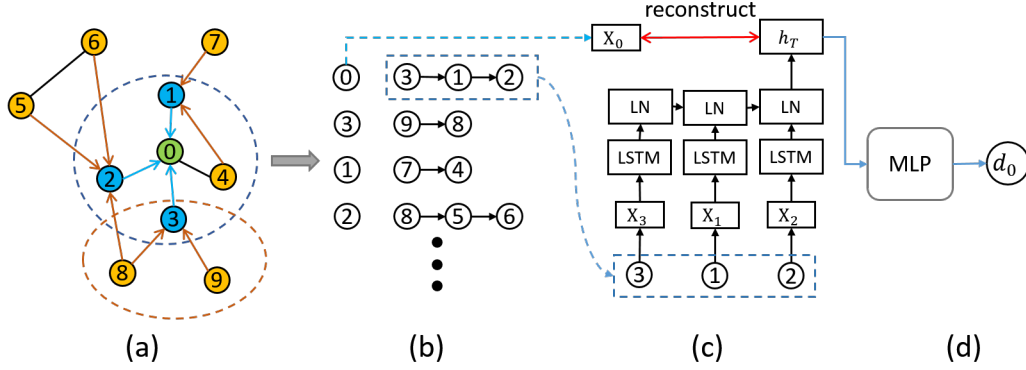 reconstruct
6 7
5
1
0
2 4
3
8 9
0 3 1 2
3 9 8
1 7 4
2 8 5 6
X₀ h_T
LN LN LN
LSTM LSTM LSTM
X₃ X₁ X₂
3 1 2
MLP d₀
(a) (b) (c) (d)